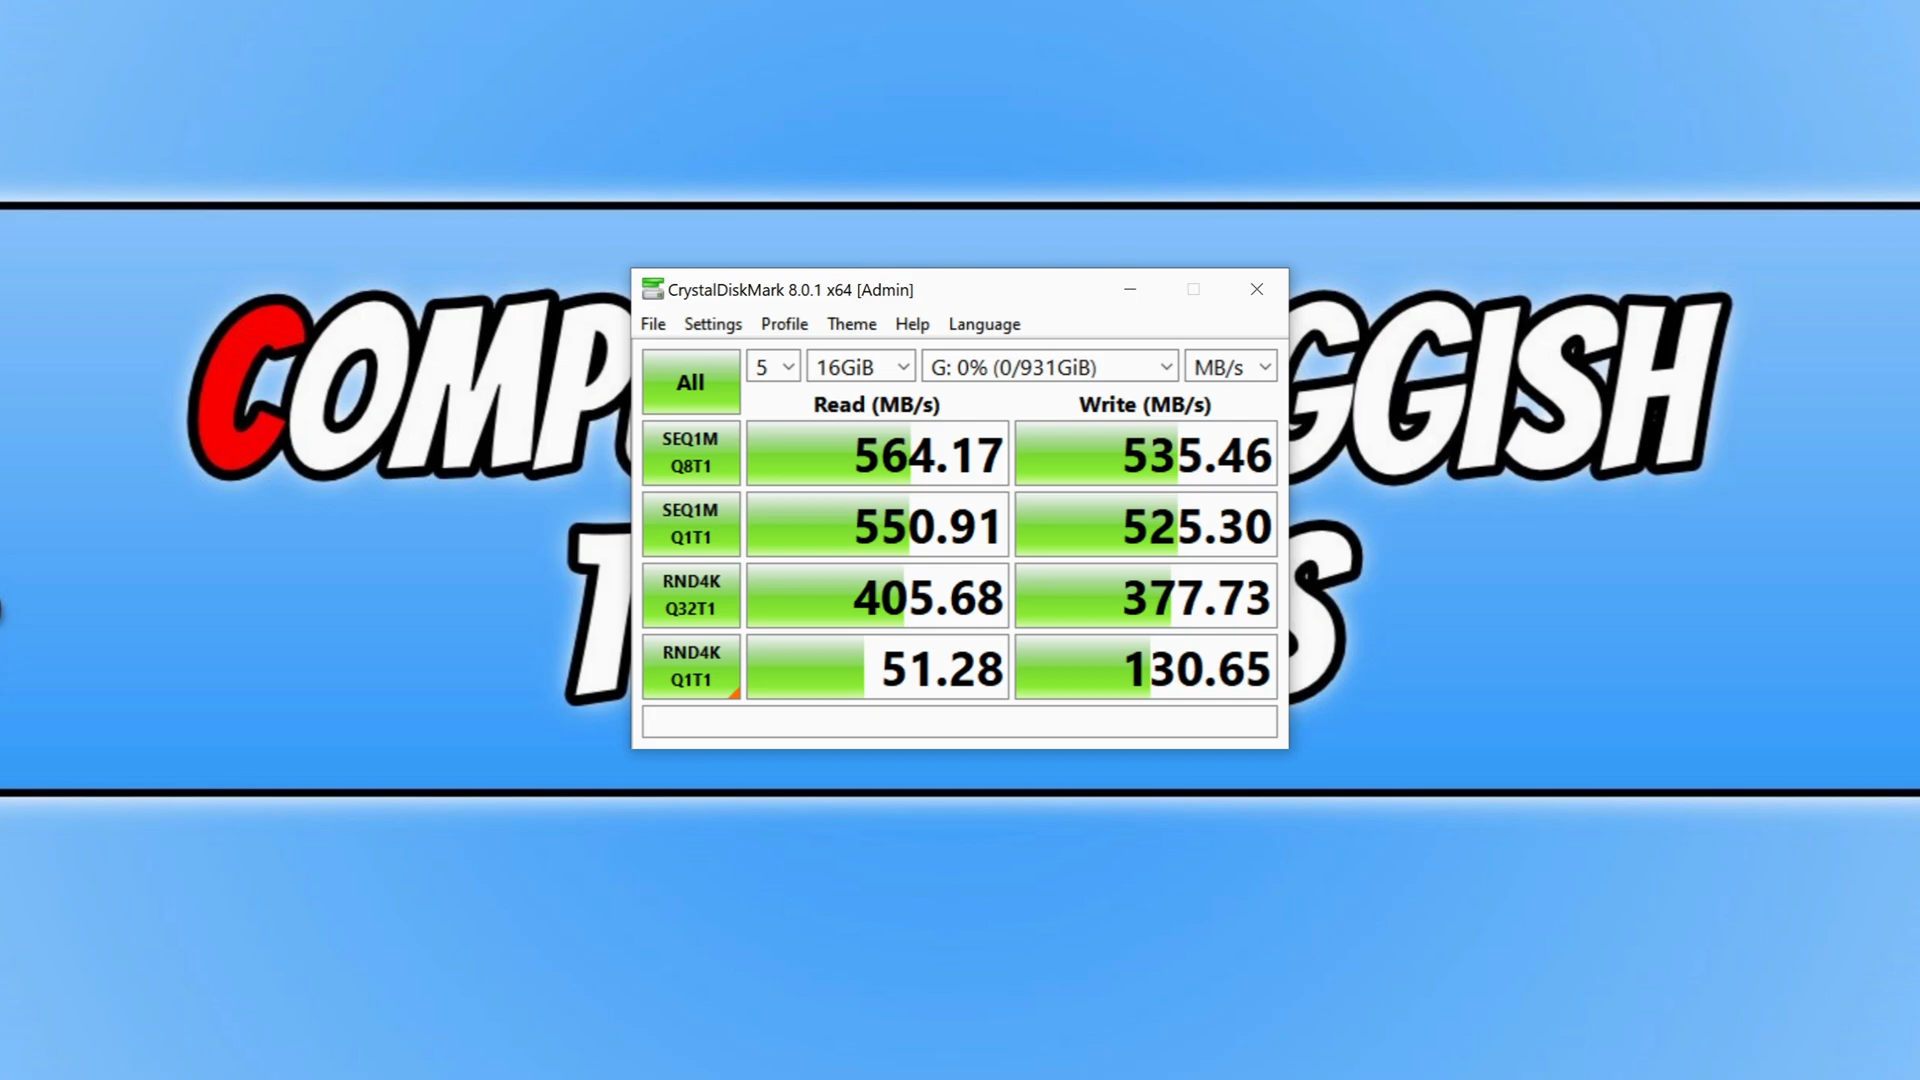 CrystalDiskMark 8.0.1 x64 [Admin]
File Settings Profile Theme Help Language
All 5 16GiB G: 0% (0/931GiB) MB/s
Read (MB/s) Write (MB/s)
SEQ1M
Q8T1 564.17 535.46
SEQ1M
Q1T1 550.91 525.30
RND4K
Q32T1 405.68 377.73
RND4K
Q1T1 51.28 130.65